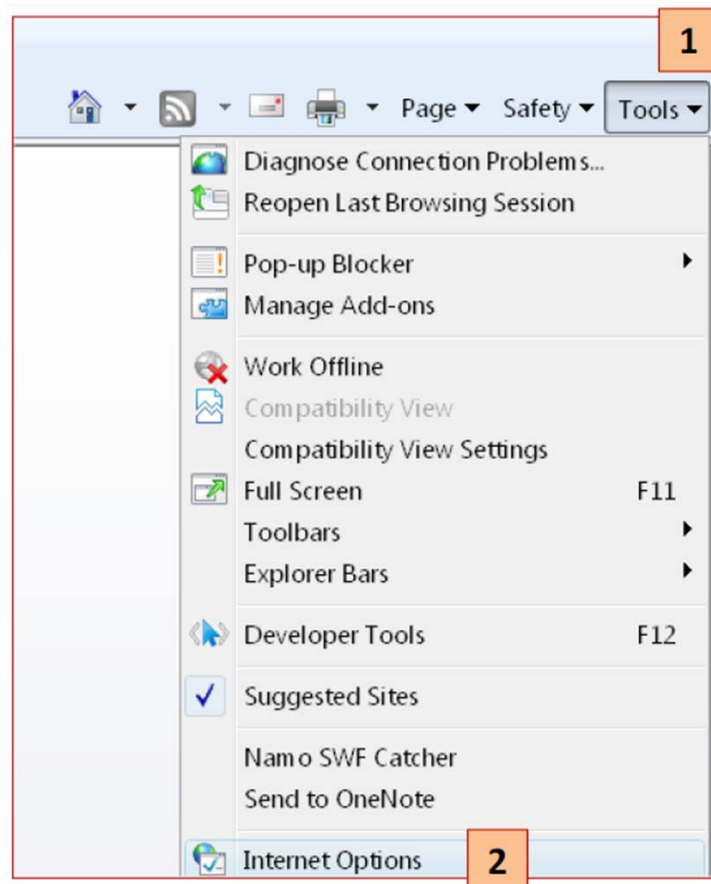 1
Page Safety Tools
Diagnose Connection Problems...
Reopen Last Browsing Session
Pop-up Blocker
Manage Add-ons
Work Offline
Compatibility View
Compatibility View Settings
Full Screen F11
Toolbars
Explorer Bars
Developer Tools F12
Suggested Sites
Namo SWF Catcher
Send to OneNote
Internet Options 2